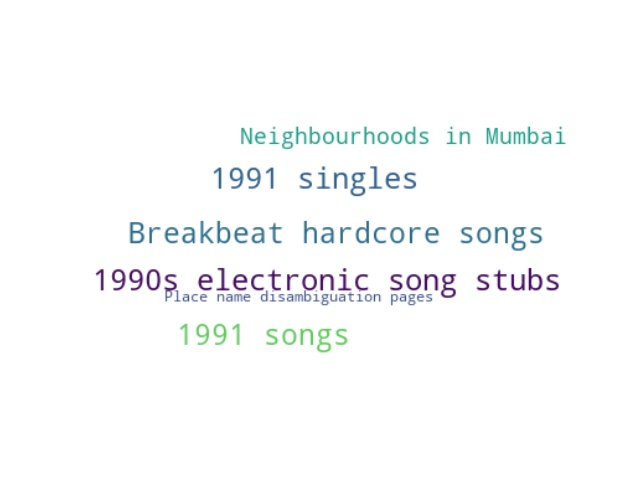 Neighbourhoods in Mumbai
1991 singles
Breakbeat hardcore songs
1990s electronic song stubs
Place name disambiguation pages
1991 songs